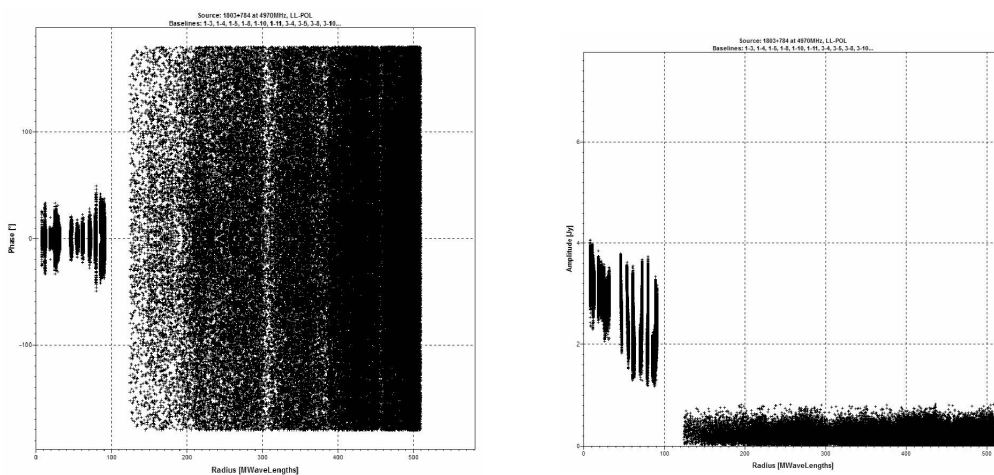 Source: 1803+784 at 4970MHz, LL-POL
Baselines: 1-3, 1-4, 1-5, 1-8, 1-10, 1-11, 3-4, 3-5, 3-8, 3-10...
100
0
-100
Phase [°]
0
100
200
300
400
500
Radius [MWaveLengths]
Source: 1803+784 at 4970MHz, LL-POL
Baselines: 1-3, 1-4, 1-5, 1-8, 1-10, 1-11, 3-4, 3-5, 3-8, 3-10...
6
4
2
0
Amplitude [Jy]
0
100
200
300
400
500
Radius [MWaveLengths]